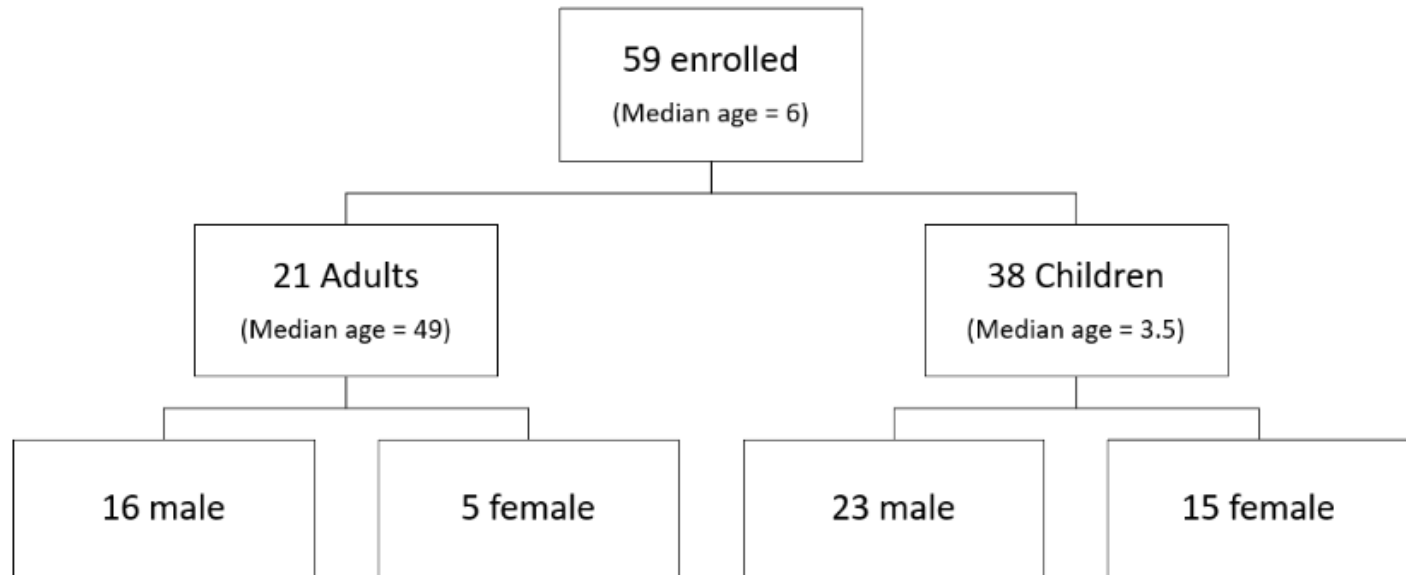 59 enrolled
(Median age = 6)
21 Adults
(Median age = 49)
38 Children
(Median age = 3.5)
16 male
5 female
23 male
15 female